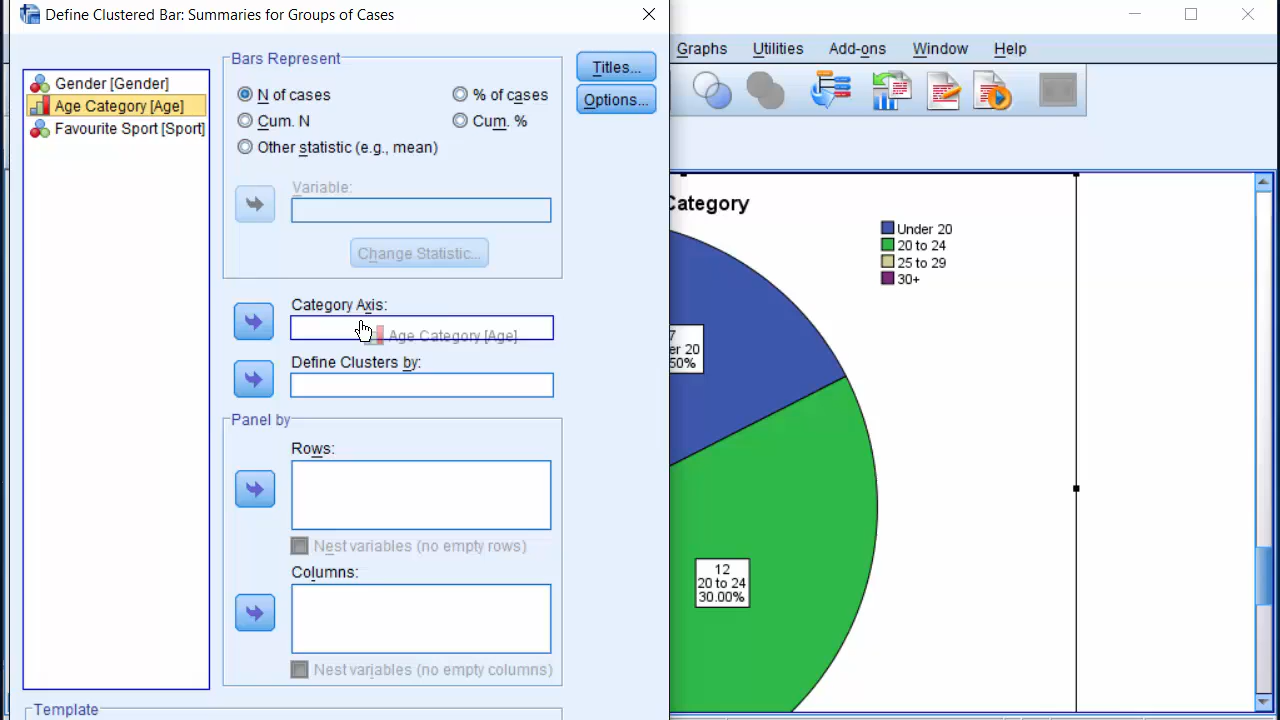 Define Clustered Bar: Summaries for Groups of Cases
Gender [Gender]
Age Category [Age]
Favourite Sport [Sport]
Bars Represent
N of cases
% of cases
Cum. N
Cum. %
Other statistic (e.g., mean)
Variable:
Change Statistic...
Category Axis:
Age Category [Age]
Define Clusters by:
Panel by
Rows:
Nest variables (no empty rows)
Columns:
Nest variables (no empty columns)
Template
Titles...
Options...
Graphs Utilities Add-ons Window Help
Category
Under 20
20 to 24
25 to 29
30+
7
er 20
50%
12
20 to 24
30.00%